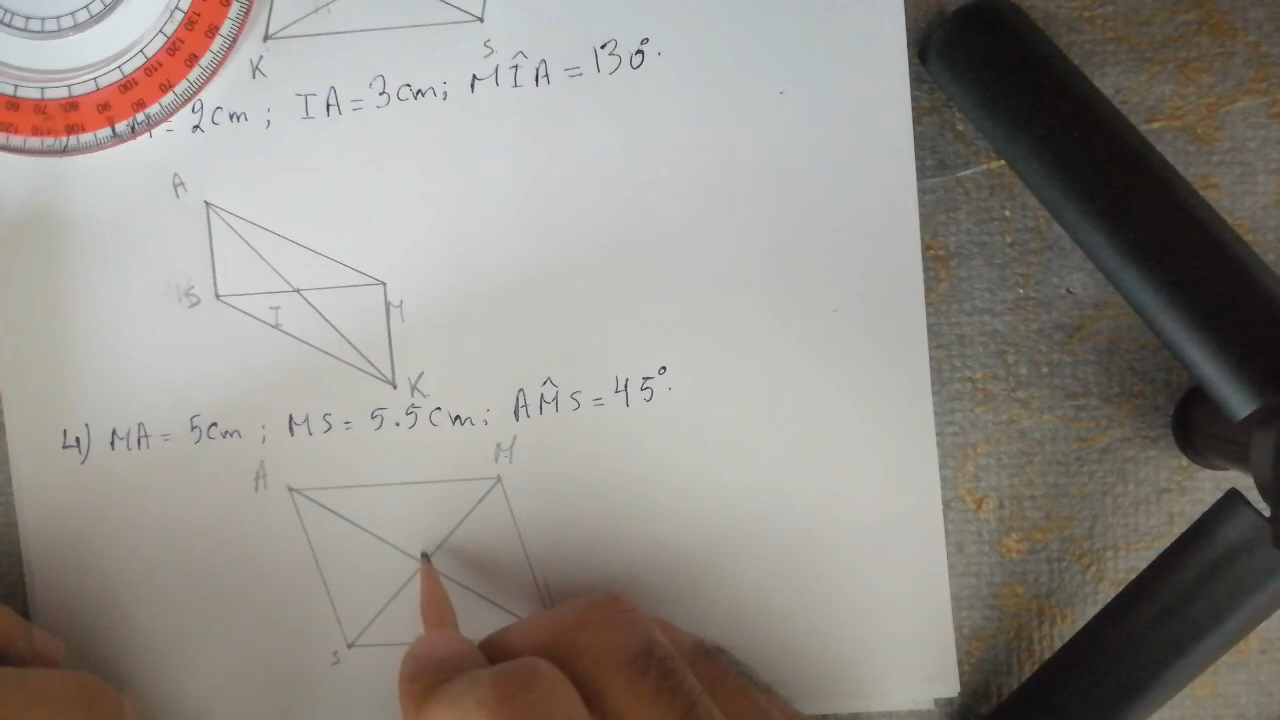 K S
= 2cm ; IA = 3cm; MÎA = 130°.
A
S I M
K
4) MA = 5cm ; MS = 5.5cm; AM̂S = 45°.
A M
S